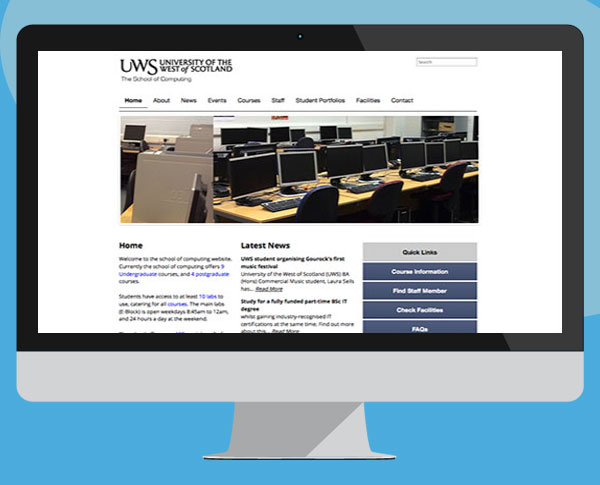 UWS UNIVERSITY OF THE
WEST of SCOTLAND
The School of Computing
Search
Home About News Events Courses Staff Student Portfolios Facilities Contact
Home
Welcome to the school of computing website.
Currently the school of computing offers 9
Undergraduate courses, and 4 postgraduate
courses.
Students have access to at least 10 labs to
use, catering for all courses. The main labs
(E-Block) is open weekdays 8:45am to 12am,
and 24 hours a day at the weekend.
Latest News
UWS student organising Gourock's first
music festival
University of the West of Scotland (UWS) BA
(Hons) Commercial Music student, Laura Sells
has... Read More
Study for a fully funded part-time BSc IT
degree
whilst gaining industry-recognised IT
certifications at the same time; Find out more
about this... Read More
Quick Links
Course Information
Find Staff Member
Check Facilities
FAQs